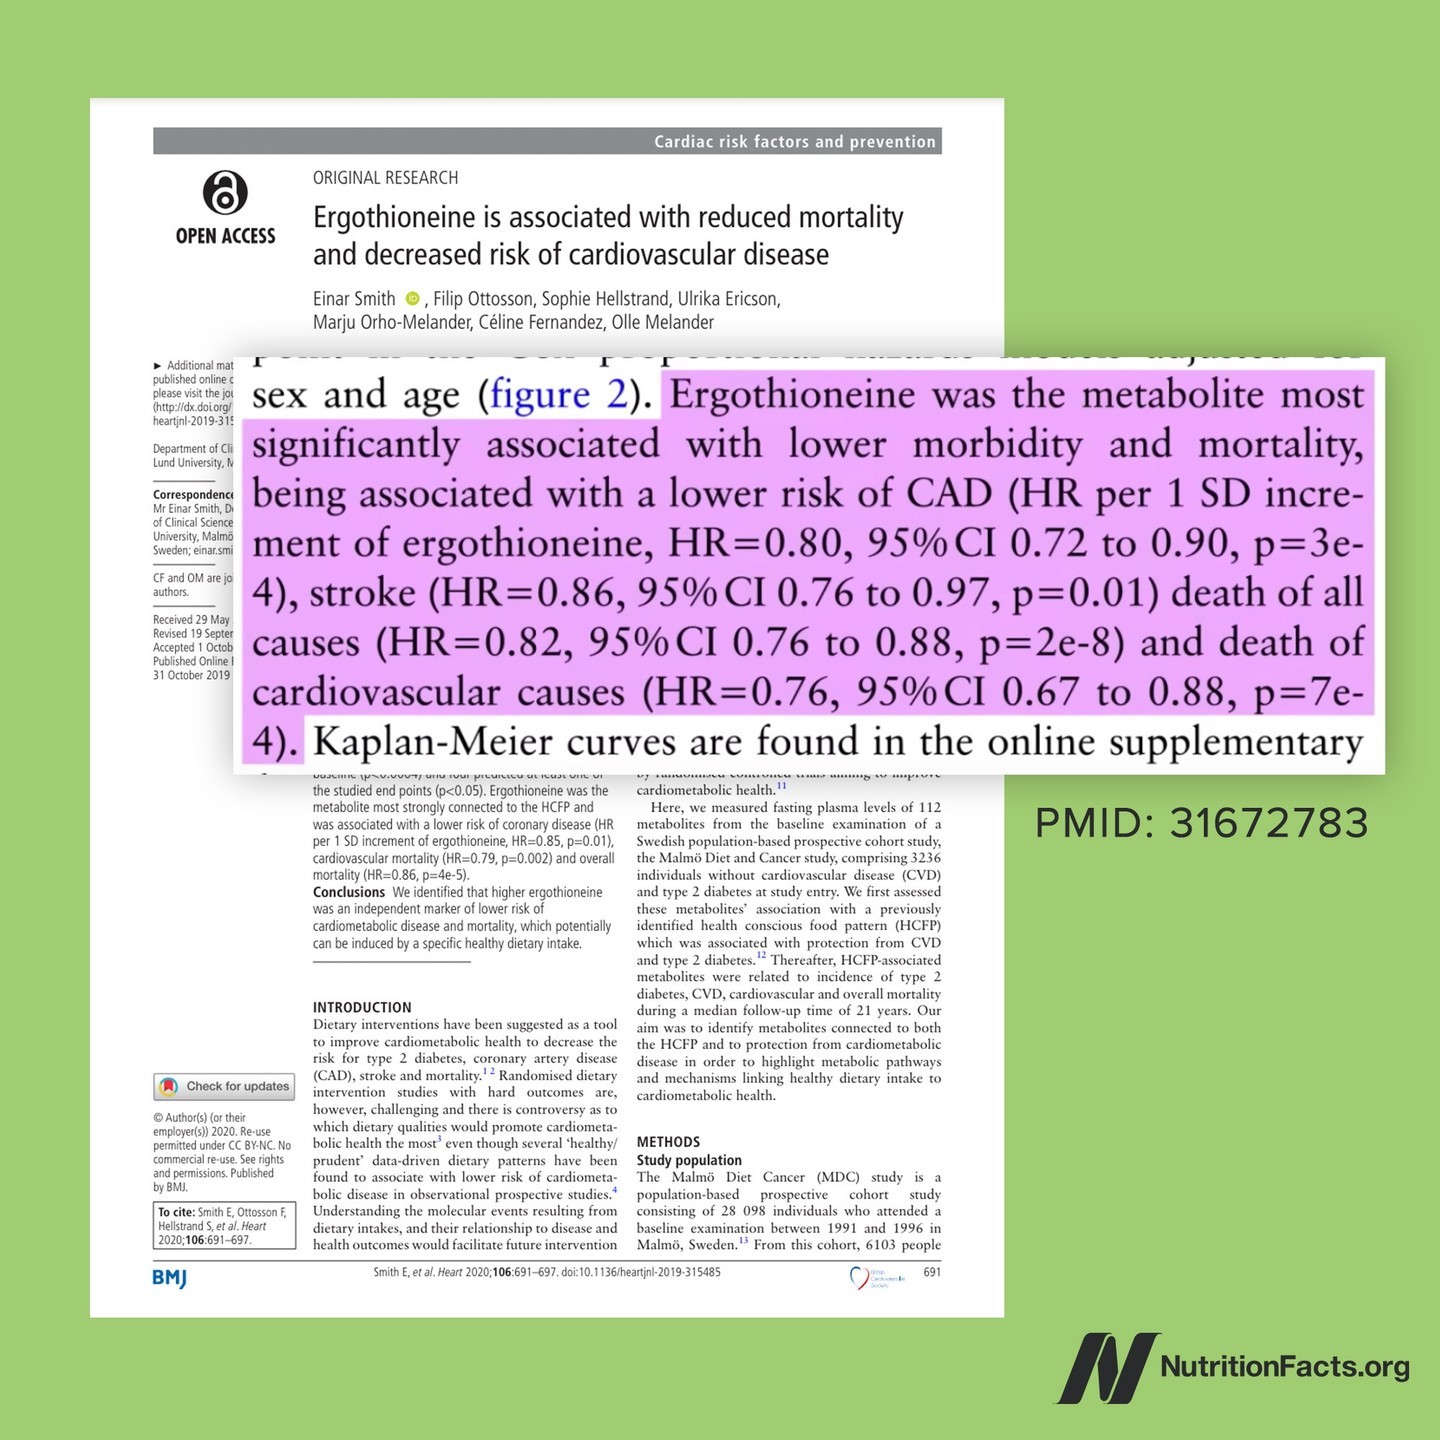 Cardiac risk factors and prevention
OPEN ACCESS
ORIGINAL RESEARCH
Ergothioneine is associated with reduced mortality
and decreased risk of cardiovascular disease
Einar Smith iD , Filip Ottosson, Sophie Hellstrand, Ulrika Ericson,
Marju Orho-Melander, Céline Fernandez, Olle Melander
► Additional mat
published online o
please visit the jou
(http://dx.doi.org/
heartjnl-2019-315
Department of Cli
Lund University, M
Correspondence
Mr Einar Smith, De
of Clinical Science
University, Malmö
Sweden; einar.smi
CF and OM are joi
authors.
Received 29 May
Revised 19 Septer
Accepted 1 Octob
Published Online F
31 October 2019
sex and age (figure 2). Ergothioneine was the metabolite most
significantly associated with lower morbidity and mortality,
being associated with a lower risk of CAD (HR per 1 SD incre-
ment of ergothioneine, HR=0.80, 95% CI 0.72 to 0.90, p=3e-
4), stroke (HR=0.86, 95% CI 0.76 to 0.97, p=0.01) death of all
causes (HR=0.82, 95% CI 0.76 to 0.88, p=2e-8) and death of
cardiovascular causes (HR=0.76, 95% CI 0.67 to 0.88, p=7e-
4). Kaplan-Meier curves are found in the online supplementary
PMID: 31672783
the studied end points (p<0.05). Ergothioneine was the
metabolite most strongly connected to the HCFP and
was associated with a lower risk of coronary disease (HR
per 1 SD increment of ergothioneine, HR=0.85, p=0.01),
cardiovascular mortality (HR=0.79, p=0.002) and overall
mortality (HR=0.86, p=4e-5).
Conclusions We identified that higher ergothioneine
was an independent marker of lower risk of
cardiometabolic disease and mortality, which potentially
can be induced by a specific healthy dietary intake.
INTRODUCTION
Dietary interventions have been suggested as a tool
to improve cardiometabolic health to decrease the
risk for type 2 diabetes, coronary artery disease
(CAD), stroke and mortality.1 2 Randomised dietary
intervention studies with hard outcomes are,
however, challenging and there is controversy as to
which dietary qualities would promote cardiometa-
bolic health the most3 even though several ‘healthy/
prudent’ data-driven dietary patterns have been
found to associate with lower risk of cardiometa-
bolic disease in observational prospective studies.4
Understanding the molecular events resulting from
dietary intakes, and their relationship to disease and
health outcomes would facilitate future intervention
by randomised controlled trials aiming to improve
cardiometabolic health.11
Here, we measured fasting plasma levels of 112
metabolites from the baseline examination of a
Swedish population-based prospective cohort study,
the Malmö Diet and Cancer study, comprising 3236
individuals without cardiovascular disease (CVD)
and type 2 diabetes at study entry. We first assessed
these metabolites’ association with a previously
identified health conscious food pattern (HCFP)
which was associated with protection from CVD
and type 2 diabetes.12 Thereafter, HCFP-associated
metabolites were related to incidence of type 2
diabetes, CVD, cardiovascular and overall mortality
during a median follow-up time of 21 years. Our
aim was to identify metabolites connected to both
the HCFP and to protection from cardiometabolic
disease in order to highlight metabolic pathways
and mechanisms linking healthy dietary intake to
cardiometabolic health.
METHODS
Study population
The Malmö Diet Cancer (MDC) study is a
population-based prospective cohort study
consisting of 28 098 individuals who attended a
baseline examination between 1991 and 1996 in
Malmö, Sweden.13 From this cohort, 6103 people
Check for updates
© Author(s) (or their
employer(s)) 2020. Re-use
permitted under CC BY-NC. No
commercial re-use. See rights
and permissions. Published
by BMJ.
To cite: Smith E, Ottosson F,
Hellstrand S, et al. Heart
2020;106:691–697.
BMJ
Smith E, et al. Heart 2020;106:691–697. doi:10.1136/heartjnl-2019-315485
691
NutritionFacts.org